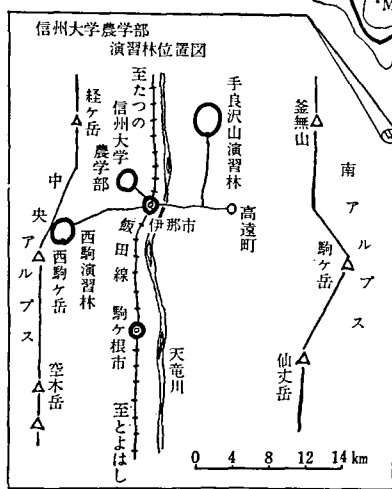 信州大学農学部
演習林位置図
至たつの
手良沢山演習林
信州大学
農学部
経ヶ岳
釜無山
中央アルプス
南アルプス
伊那市
高遠町
西駒演習林
西駒ヶ岳
飯田線
駒ヶ岳
駒ヶ根市
天竜川
仙丈岳
空木岳
至とよはし
0 4 8 12 14 km
M